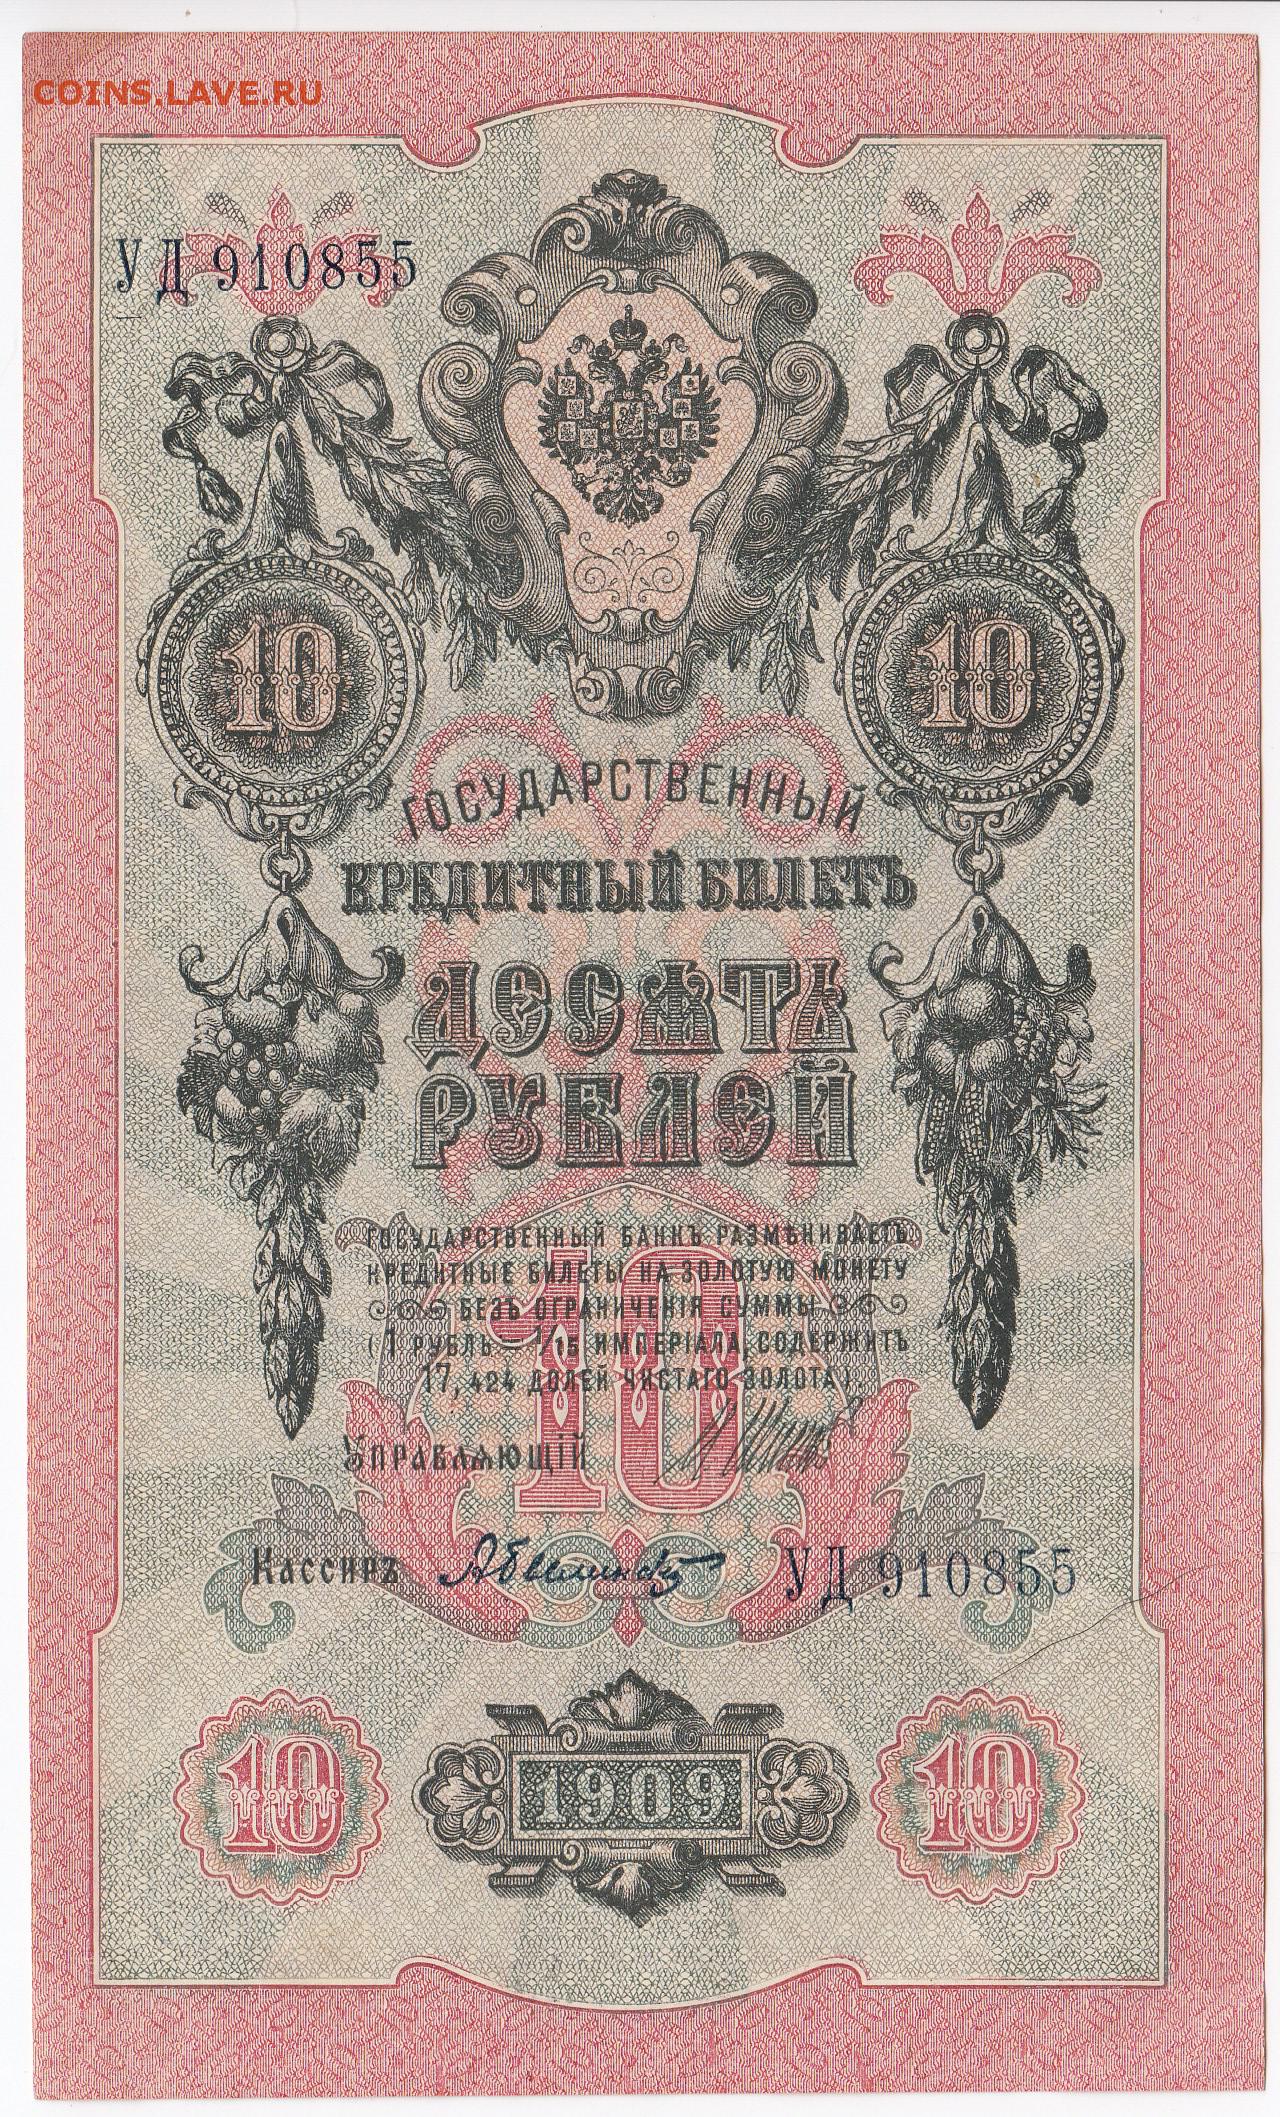 COINS.LAVE.RU
УД 910855
10 10
ГОСУДАРСТВЕННЫЙ
КРЕДИТНЫЙ БИЛЕТЪ
ДЕСѦТЬ
РУБЛЕЙ
ГОСУДАРСТВЕННЫЙ БАНКЪ РАЗМѢНИВАЕТЪ
КРЕДИТНЫЕ БИЛЕТЫ НА ЗОЛОТУЮ МОНЕТУ
БЕЗЪ ОГРАНИЧЕНІЯ СУММЫ
(1 РУБЛЬ = 1/15 ИМПЕРІАЛА, СОДЕРЖИТЪ
17,424 ДОЛЕЙ ЧИСТАГО ЗОЛОТА).
10
УПРАВЛѦЮЩІЙ
Кассиръ УД 910855
10 1909 10